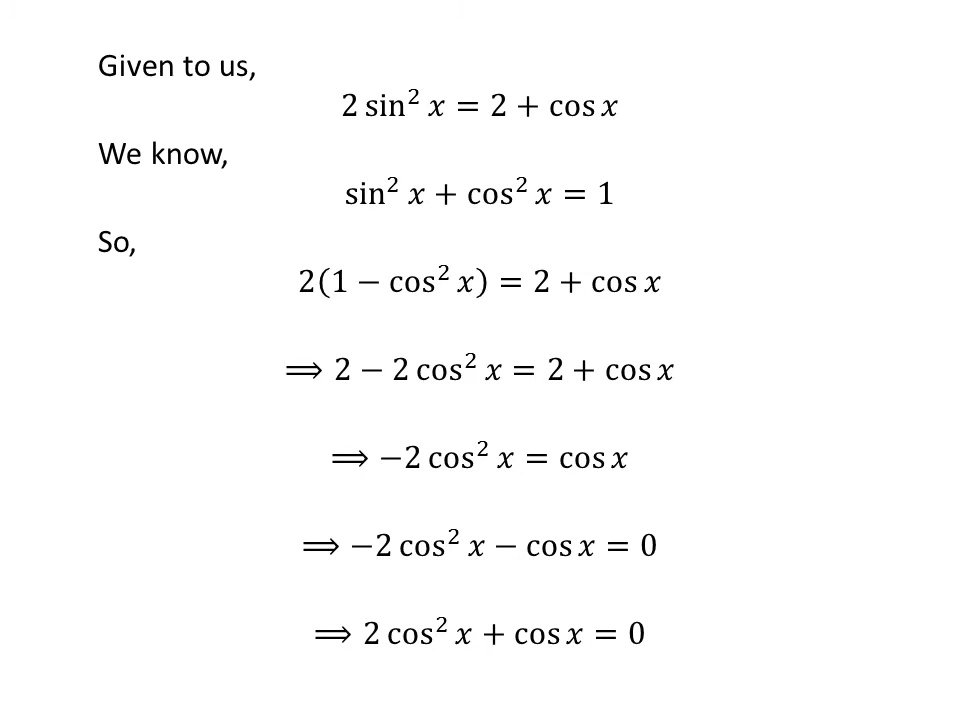 Given to us,
2 sin² 𝑥 = 2 + cos 𝑥
We know,
sin² 𝑥 + cos² 𝑥 = 1
So,
2(1 − cos² 𝑥) = 2 + cos 𝑥
⟹ 2 − 2 cos² 𝑥 = 2 + cos 𝑥
⟹ −2 cos² 𝑥 = cos 𝑥
⟹ −2 cos² 𝑥 − cos 𝑥 = 0
⟹ 2 cos² 𝑥 + cos 𝑥 = 0